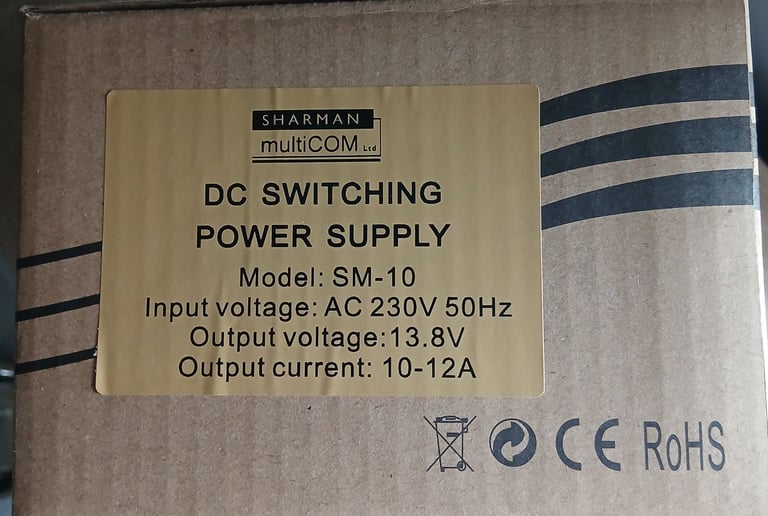 SHARMAN
multiCOM Ltd
DC SWITCHING
POWER SUPPLY
Model: SM-10
Input voltage: AC 230V 50Hz
Output voltage:13.8V
Output current: 10-12A
CE RoHS